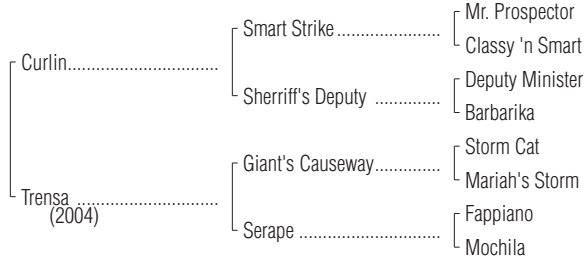 Mr. Prospector
Smart Strike ...................
Classy 'n Smart
Curlin...........................
Deputy Minister
Sherriff's Deputy ............
Barbarika
Storm Cat
Giant's Causeway............
Mariah's Storm
Trensa .........................
(2004)
Fappiano
Serape .........................
Mochila